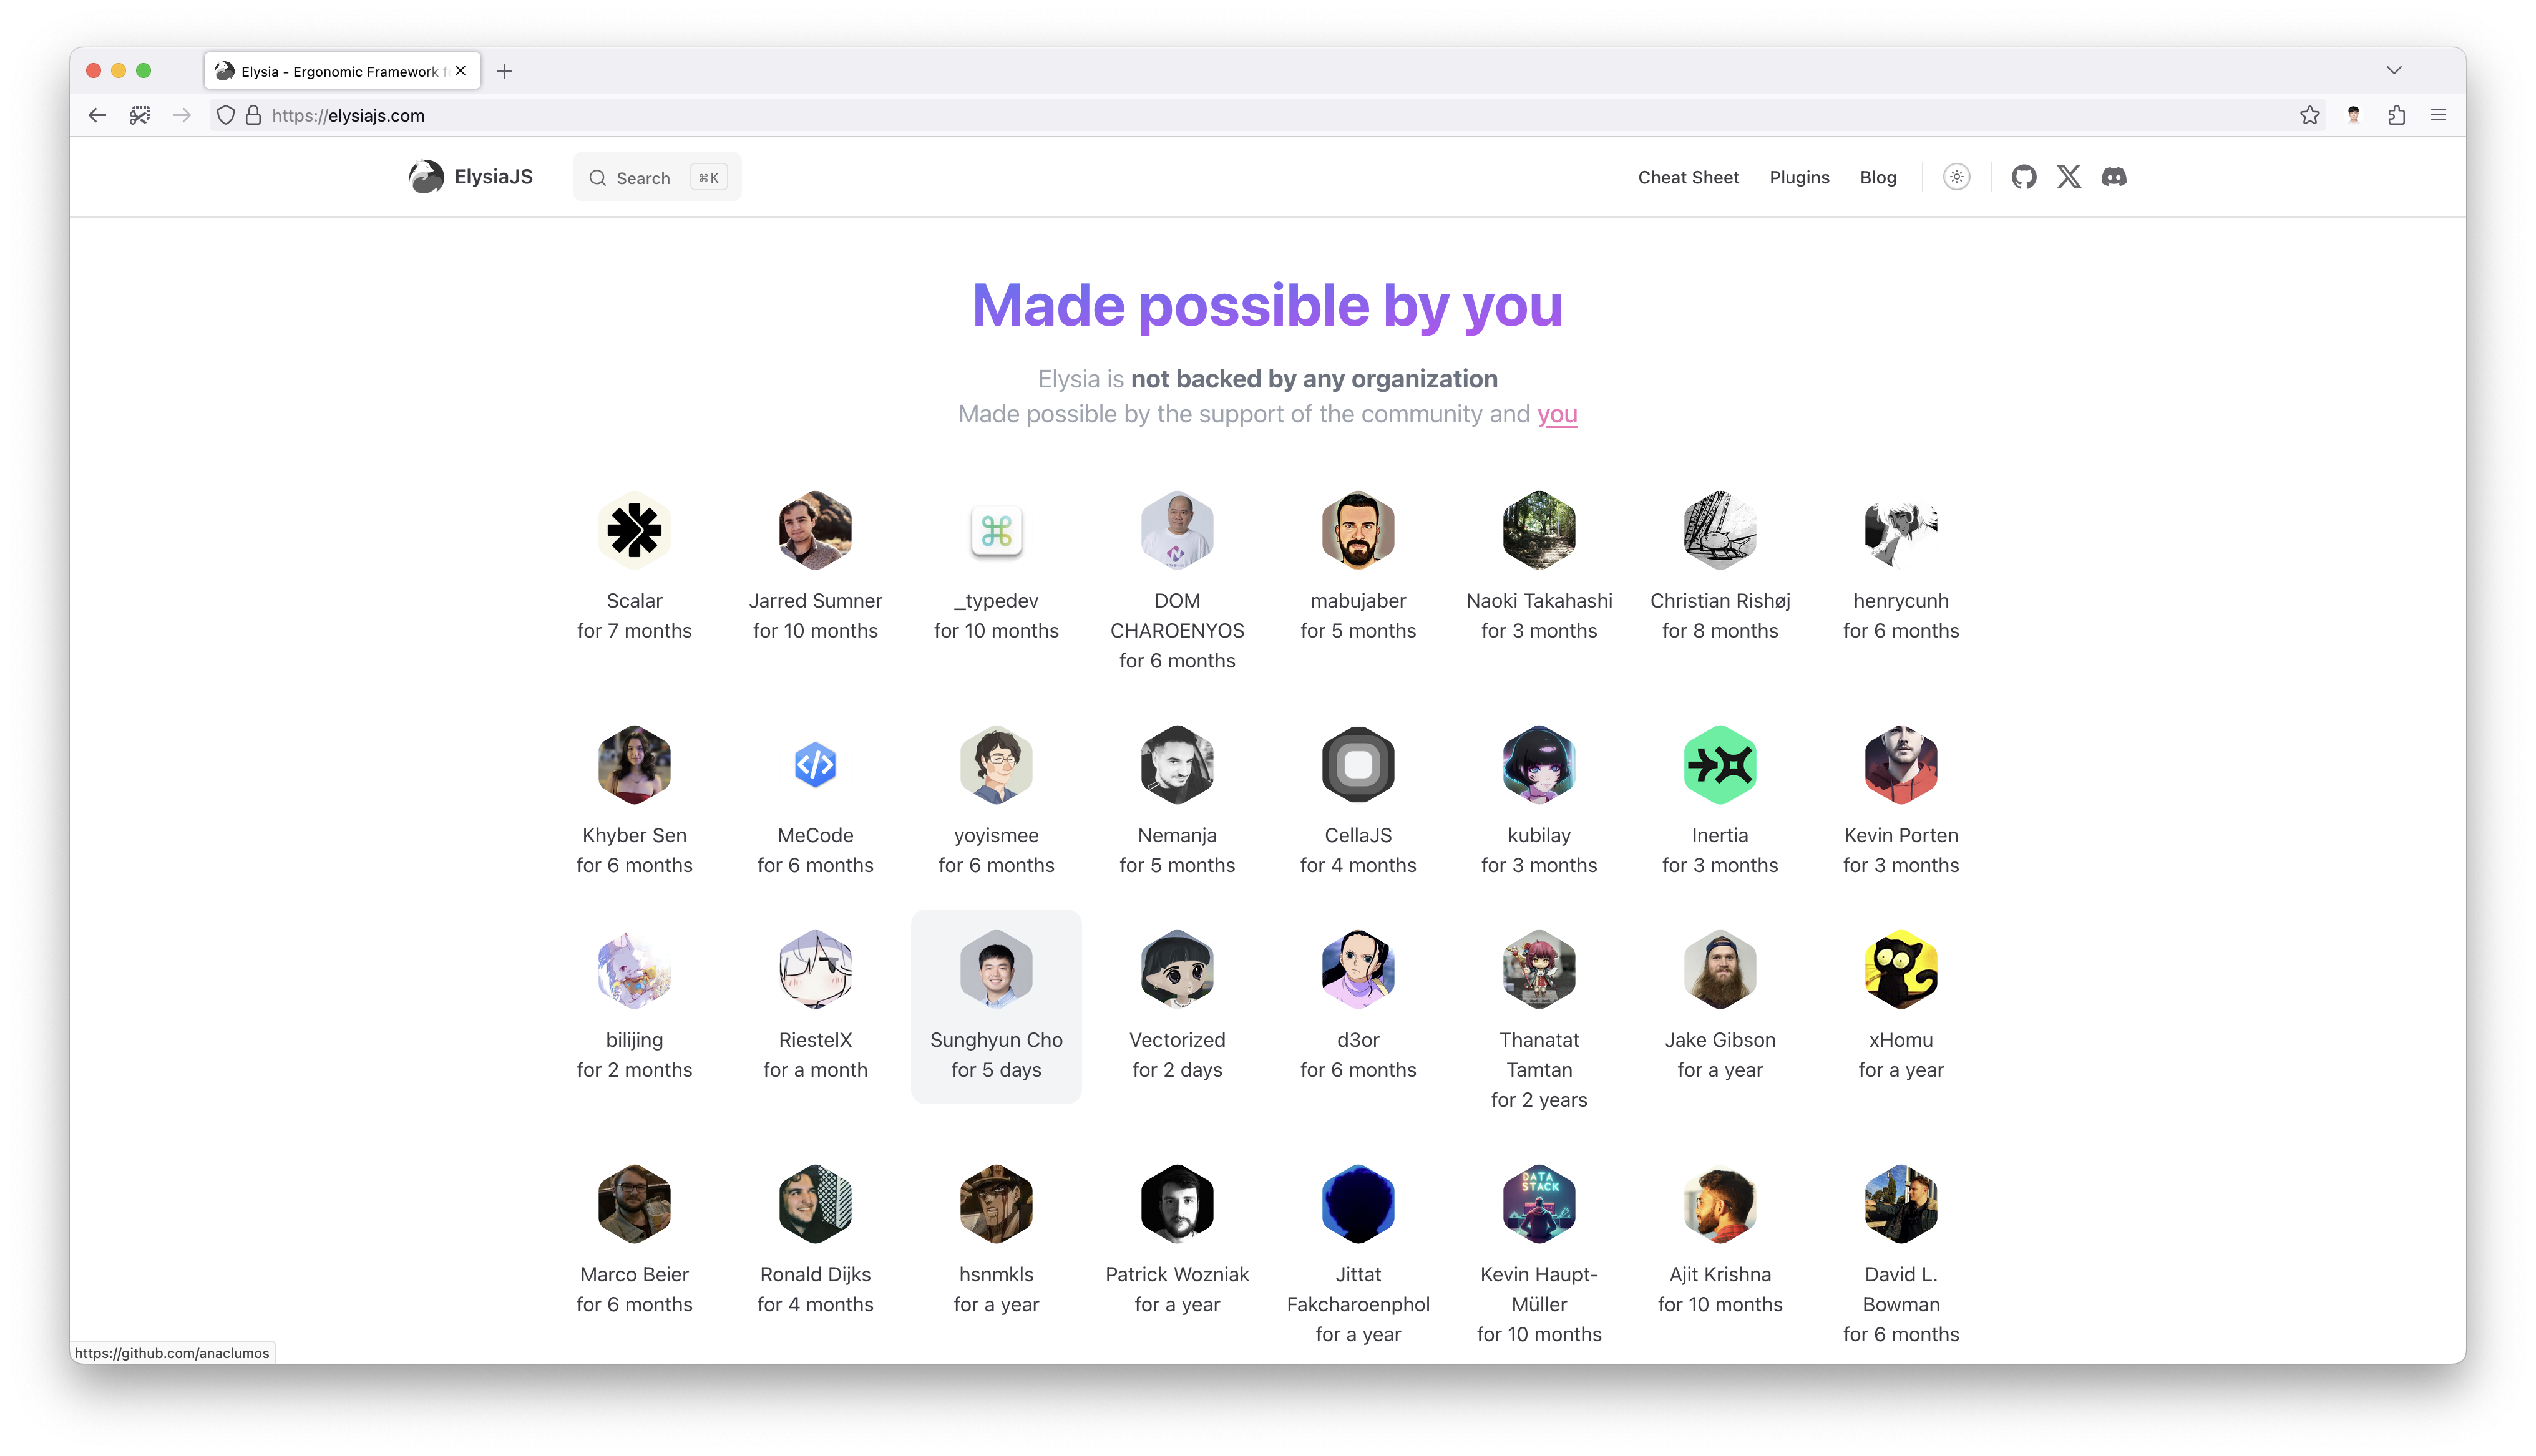 Elysia - Ergonomic Framework fo
https://elysiajs.com
ElysiaJS
Search
⌘K
Cheat Sheet
Plugins
Blog
Made possible by you
Elysia is not backed by any organization
Made possible by the support of the community and you
Scalar
for 7 months
Jarred Sumner
for 10 months
_typedev
for 10 months
DOM
CHAROENYOS
for 6 months
mabujaber
for 5 months
Naoki Takahashi
for 3 months
Christian Rishøj
for 8 months
henrycunh
for 6 months
Khyber Sen
for 6 months
MeCode
for 6 months
yoyismee
for 6 months
Nemanja
for 5 months
CellaJS
for 4 months
kubilay
for 3 months
Inertia
for 3 months
Kevin Porten
for 3 months
bilijing
for 2 months
RiestelX
for a month
Sunghyun Cho
for 5 days
Vectorized
for 2 days
d3or
for 6 months
Thanatat
Tamtan
for 2 years
Jake Gibson
for a year
xHomu
for a year
DATA
STACK
Marco Beier
for 6 months
Ronald Dijks
for 4 months
hsnmkls
for a year
Patrick Wozniak
for a year
Jittat
Fakcharoenphol
for a year
Kevin Haupt-
Müller
for 10 months
Ajit Krishna
for 10 months
David L.
Bowman
for 6 months
https://github.com/anaclumos